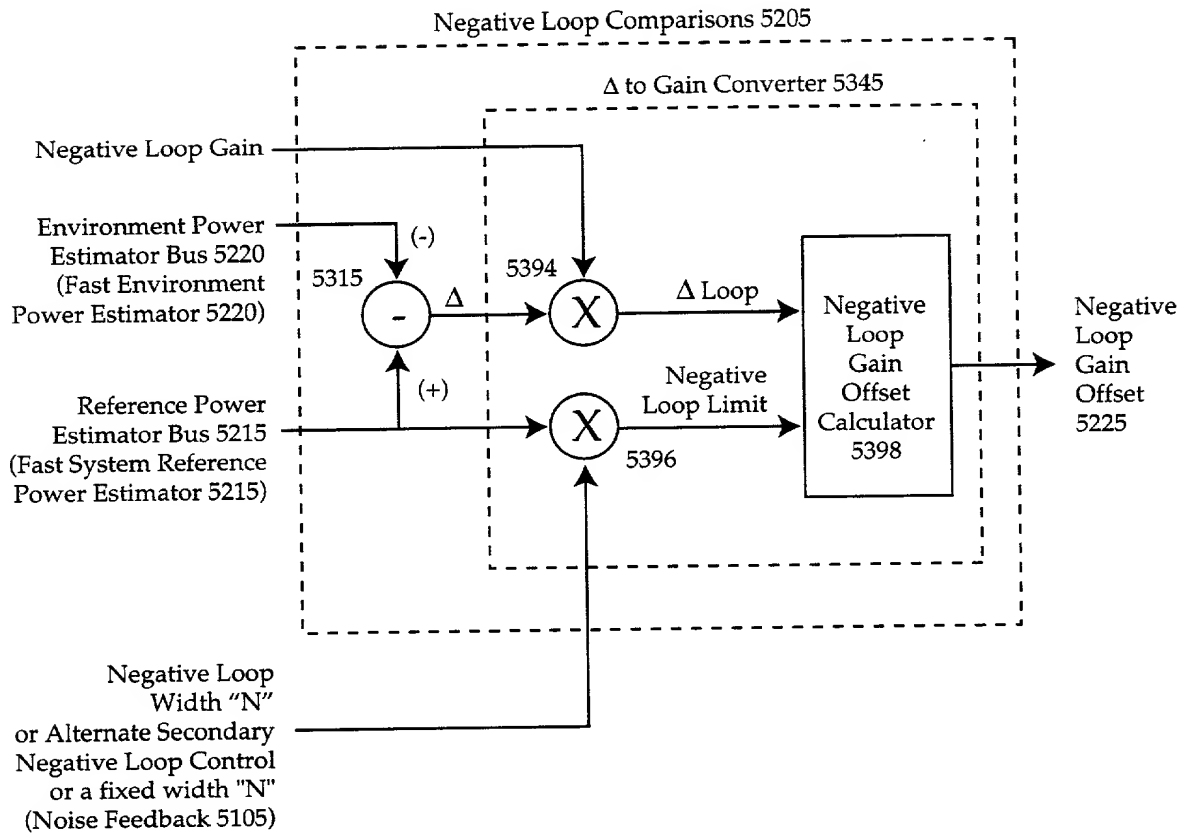 Negative Loop Comparisons 5205
Δ to Gain Converter 5345
Negative Loop Gain
Environment Power
Estimator Bus 5220
(Fast Environment
Power Estimator 5220)
(-)
5315
-
Δ
5394
X
Δ Loop
Negative
Loop
Gain
Offset
Calculator
5398
Negative
Loop
Gain
Offset
5225
(+)
Reference Power
Estimator Bus 5215
(Fast System Reference
Power Estimator 5215)
X
5396
Negative
Loop Limit
Negative Loop
Width "N"
or Alternate Secondary
Negative Loop Control
or a fixed width "N"
(Noise Feedback 5105)